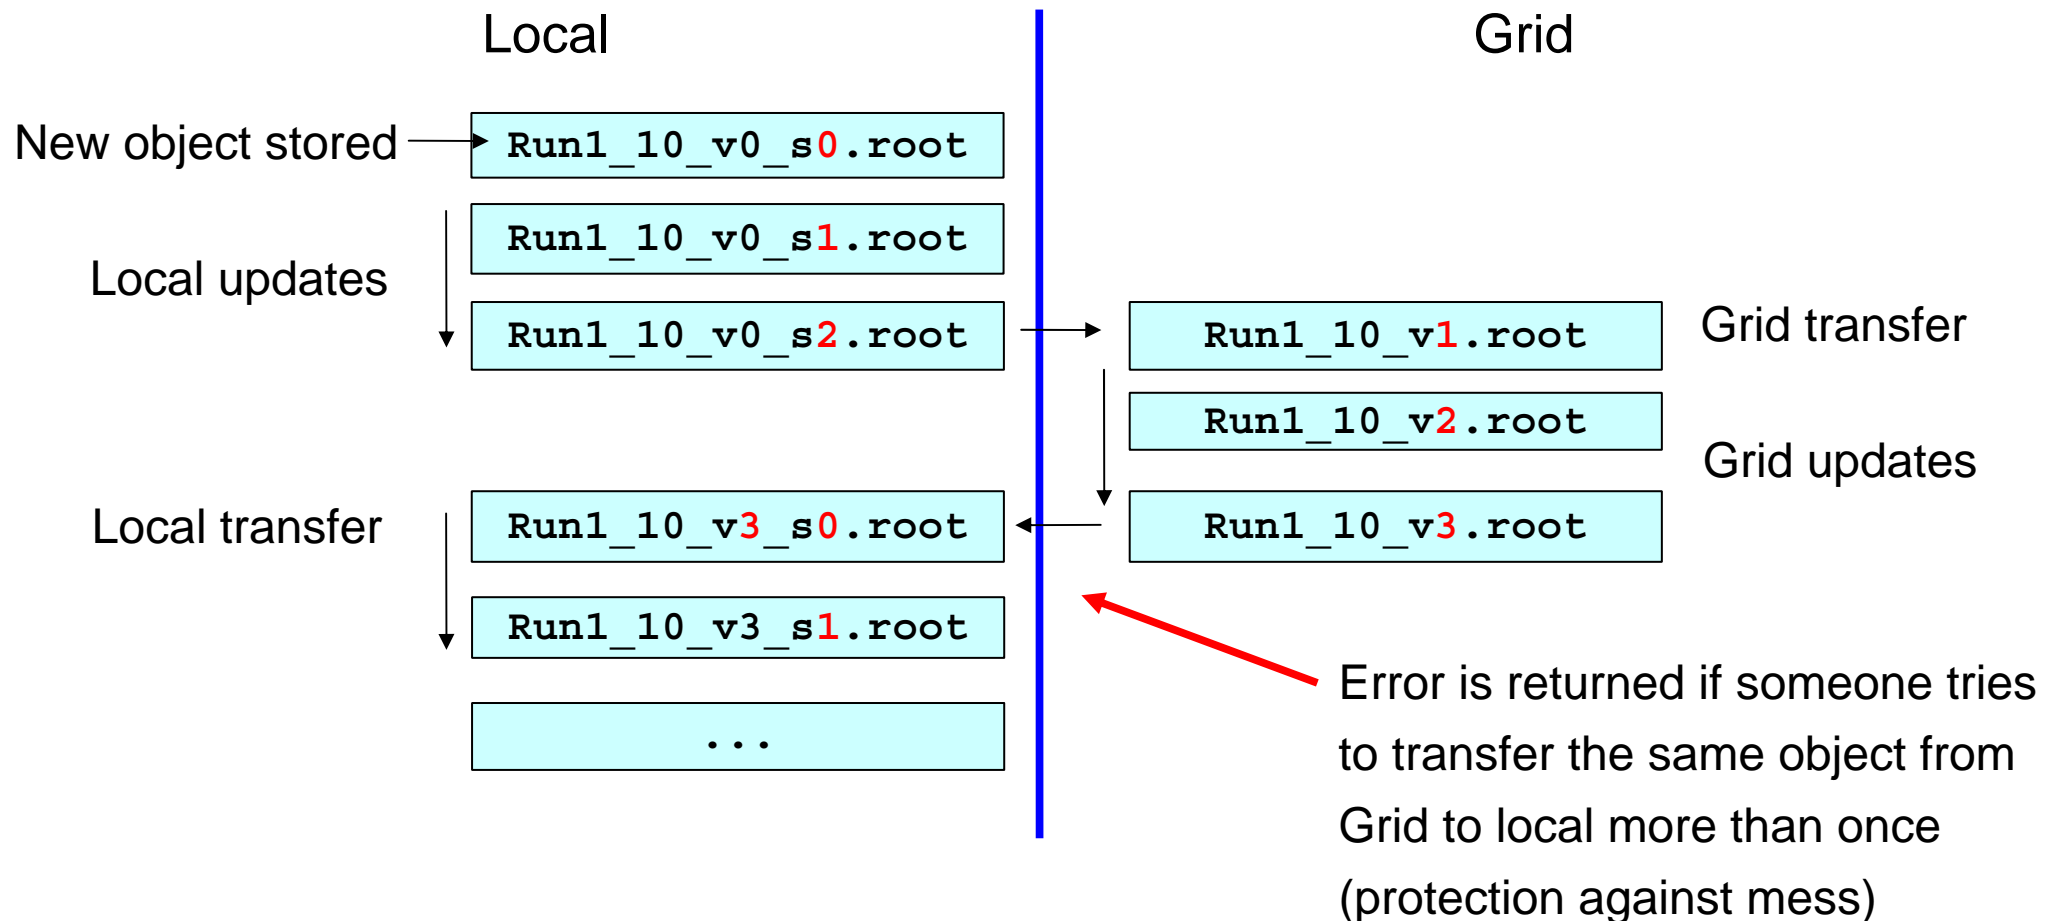 Local
Grid
New object stored
Run1_10_v0_s0.root
Run1_10_v0_s1.root
Local updates
Run1_10_v0_s2.root
Run1_10_v1.root
Grid transfer
Run1_10_v2.root
Grid updates
Local transfer
Run1_10_v3_s0.root
Run1_10_v3.root
Run1_10_v3_s1.root
...
Error is returned if someone tries
to transfer the same object from
Grid to local more than once
(protection against mess)